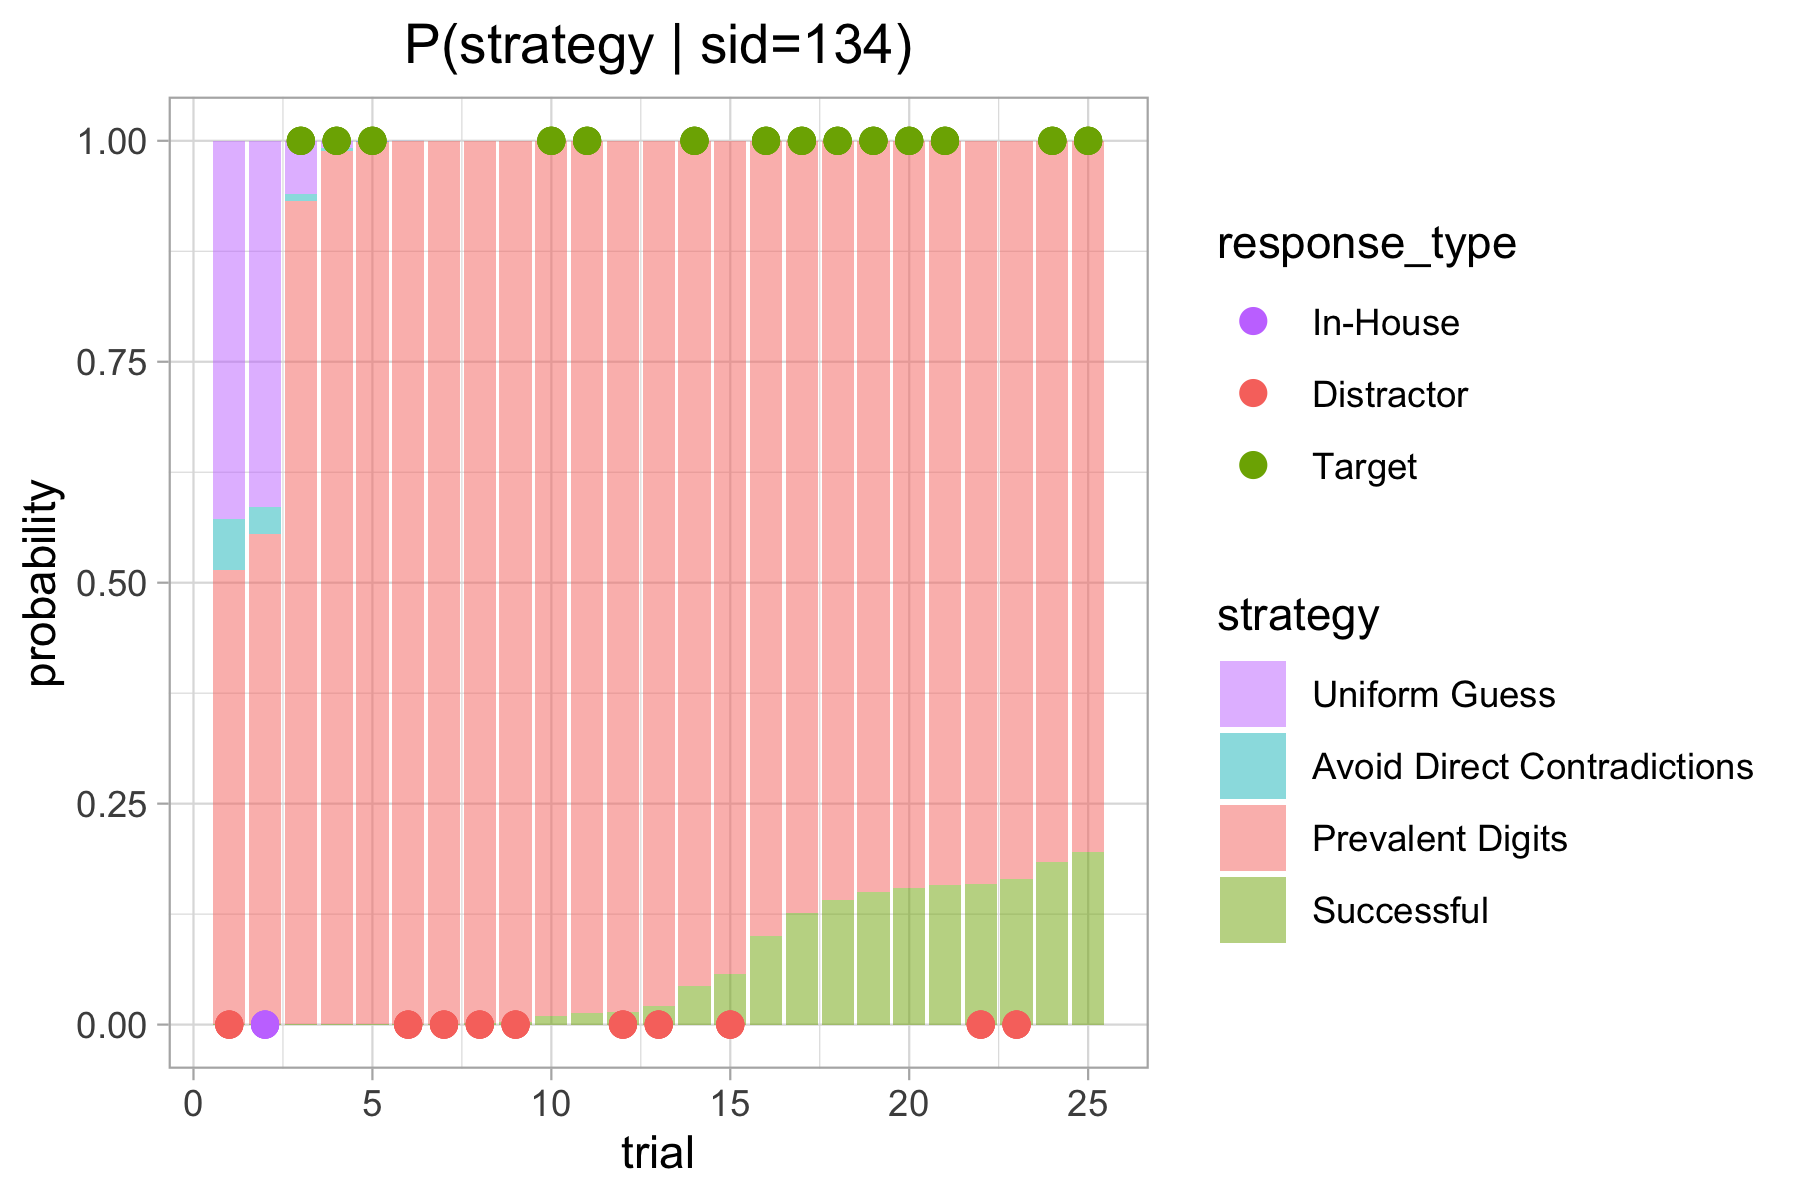 P(strategy | sid=134)
1.00
0.75
0.50
0.25
0.00
probability
0 5 10 15 20 25
trial
response_type
In-House
Distractor
Target
strategy
Uniform Guess
Avoid Direct Contradictions
Prevalent Digits
Successful